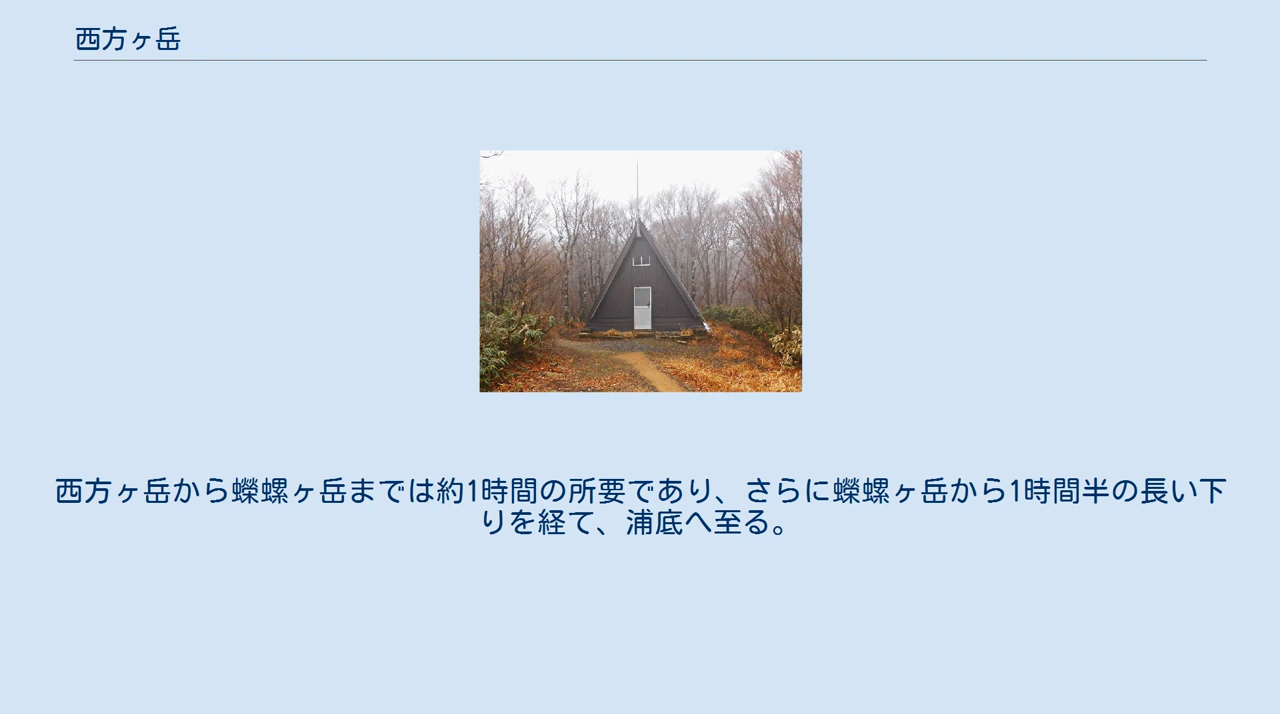 西方ヶ岳
西方ヶ岳から蠑螺ヶ岳までは約1時間の所要であり、さらに蠑螺ヶ岳から1時間半の長い下
りを経て、浦底へ至る。